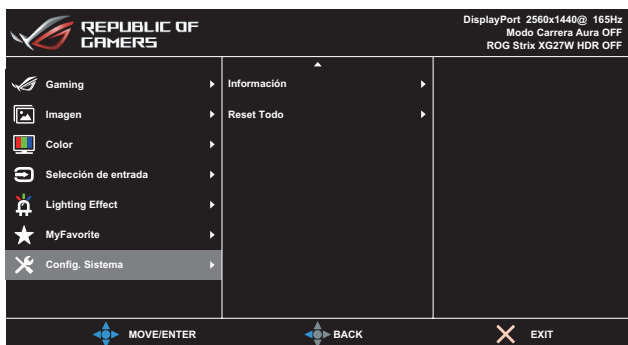 REPUBLIC OF
GAMERS
DisplayPort 2560x1440@ 165Hz
Modo Carrera Aura OFF
ROG Strix XG27W HDR OFF
Gaming
Imagen
Color
Selección de entrada
Lighting Effect
MyFavorite
Config. Sistema
Información
Reset Todo
MOVE/ENTER
BACK
EXIT